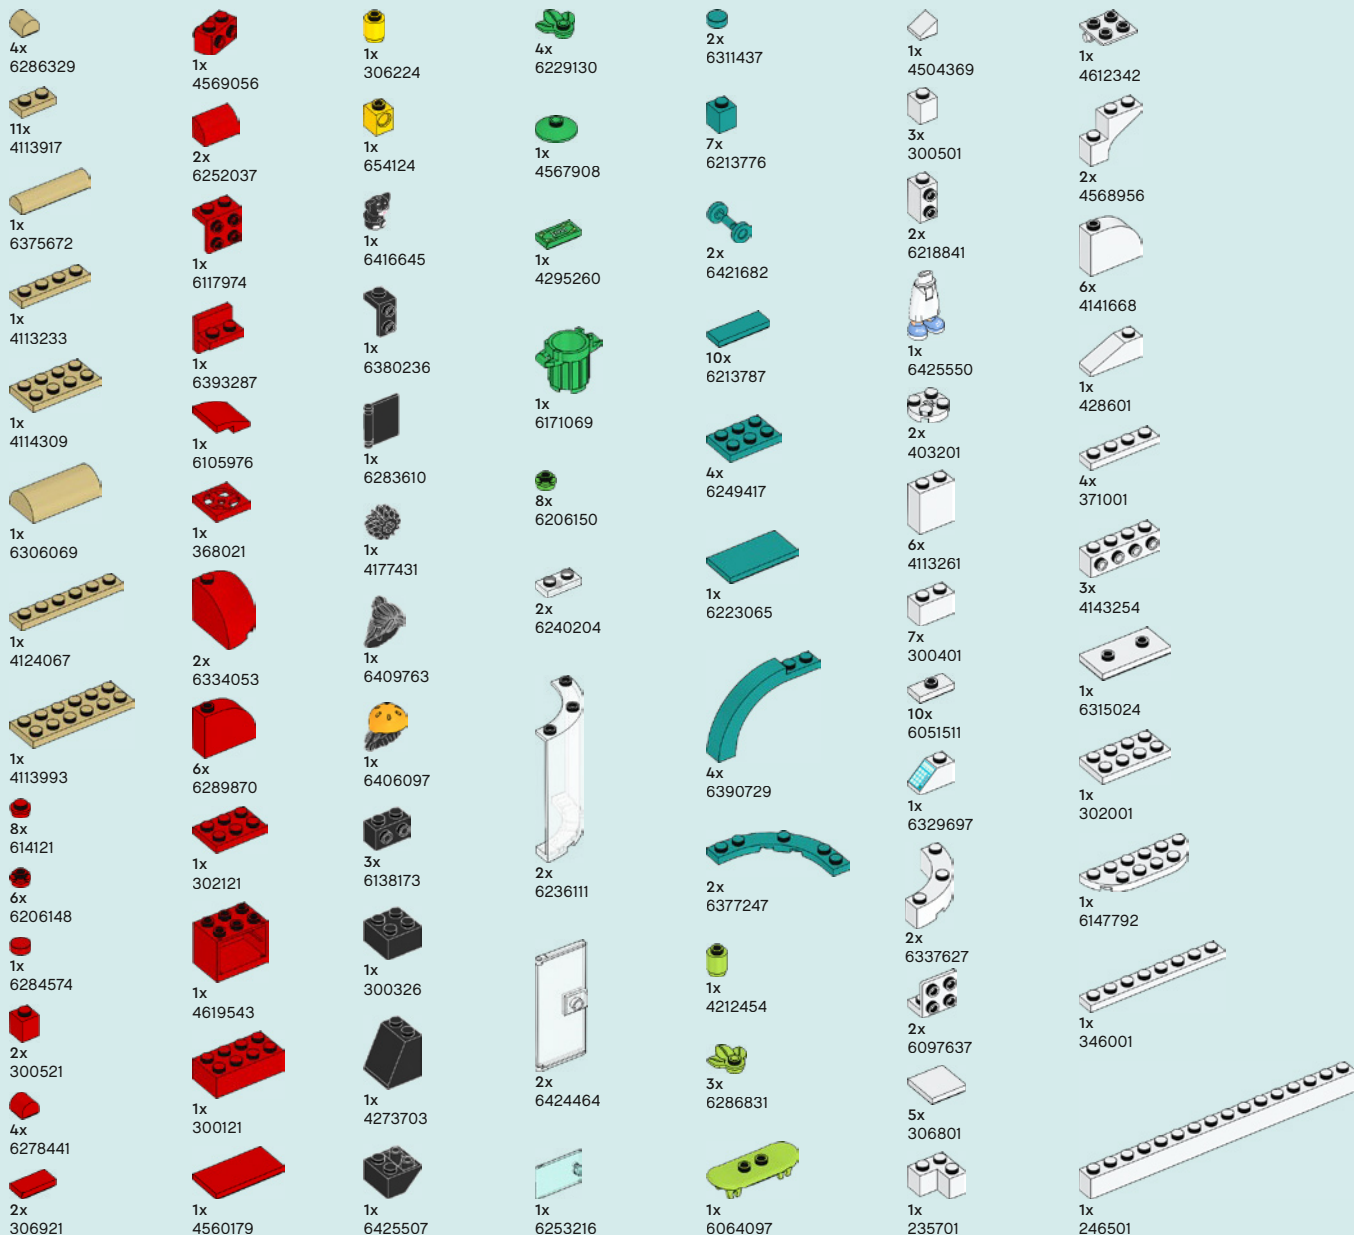 4x
6286329
11x
4113917
1x
6375672
1x
4113233
1x
4114309
1x
6306069
1x
4124067
1x
4113993
8x
614121
6x
6206148
1x
6284574
2x
300521
4x
6278441
2x
306921
1x
4569056
2x
6252037
1x
6117974
1x
6393287
1x
6105976
1x
368021
2x
6334053
6x
6289870
1x
302121
1x
4619543
1x
300121
1x
4560179
1x
306224
1x
654124
1x
6416645
1x
6380236
1x
6283610
1x
4177431
1x
6409763
1x
6406097
3x
6138173
1x
300326
1x
4273703
1x
6425507
4x
6229130
1x
4567908
1x
4295260
1x
6171069
8x
6206150
2x
6240204
2x
6236111
2x
6424464
1x
6253216
2x
6311437
7x
6213776
2x
6421682
10x
6213787
4x
6249417
1x
6223065
4x
6390729
2x
6377247
1x
4212454
3x
6286831
1x
6064097
1x
4504369
3x
300501
2x
6218841
1x
6425550
2x
403201
6x
4113261
7x
300401
10x
6051511
1x
6329697
2x
6337627
2x
6097637
5x
306801
1x
235701
1x
4612342
2x
4568956
6x
4141668
1x
428601
4x
371001
3x
4143254
1x
6315024
1x
302001
1x
6147792
1x
346001
1x
246501